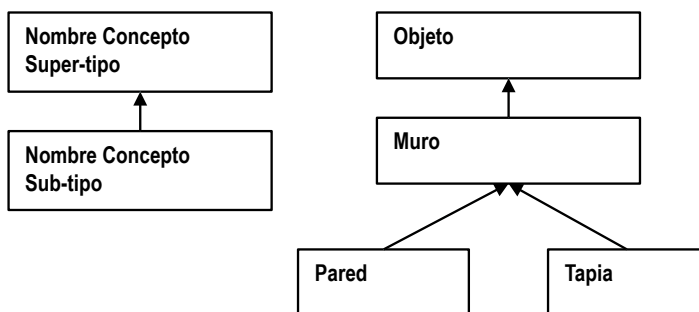 Nombre Concepto
Super-tipo
Nombre Concepto
Sub-tipo
Objeto
Muro
Pared
Tapia